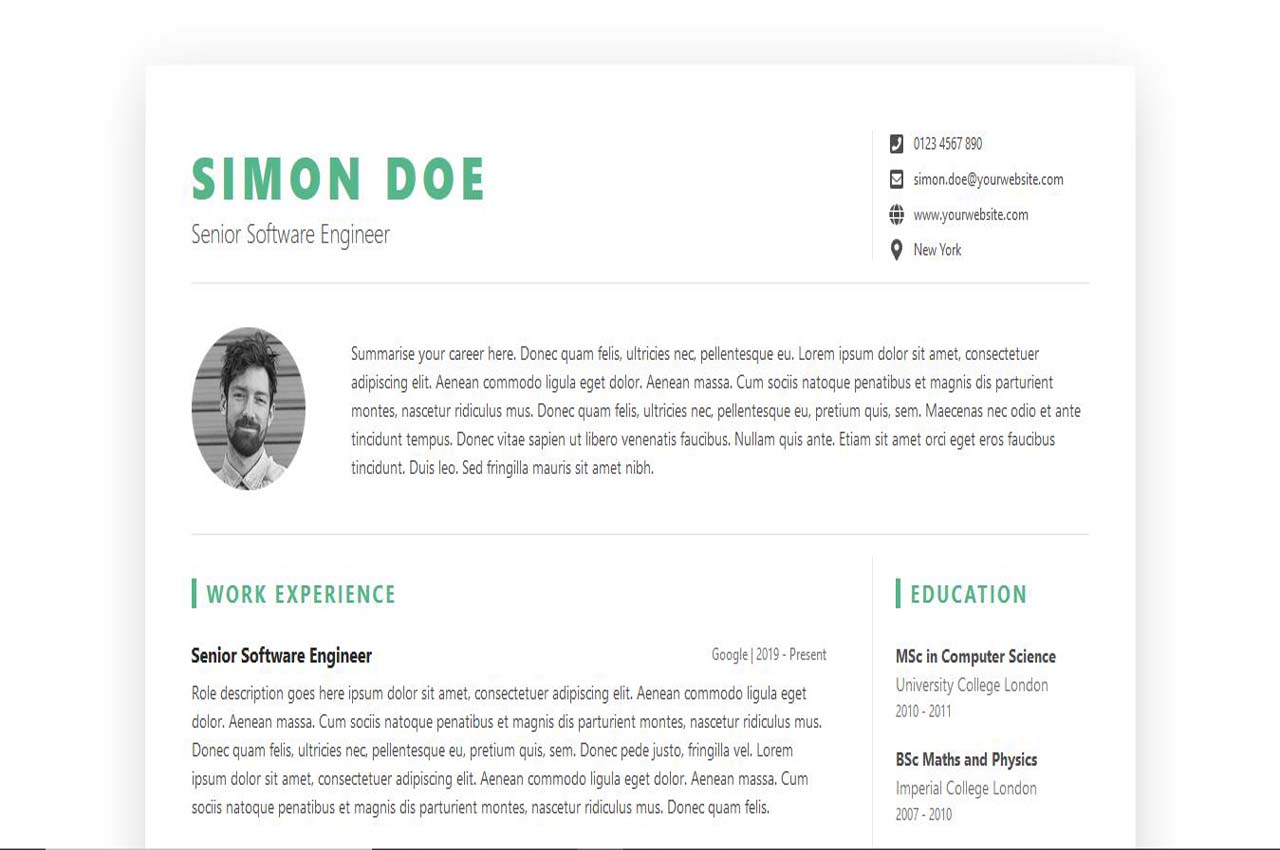 SIMON DOE
Senior Software Engineer
0123 4567 890
simon.doe@yourwebsite.com
www.yourwebsite.com
New York
Summarise your career here. Donec quam felis, ultricies nec, pellentesque eu. Lorem ipsum dolor sit amet, consectetuer
adipiscing elit. Aenean commodo ligula eget dolor. Aenean massa. Cum sociis natoque penatibus et magnis dis parturient
montes, nascetur ridiculus mus. Donec quam felis, ultricies nec, pellentesque eu, pretium quis, sem. Maecenas nec odio et ante
tincidunt tempus. Donec vitae sapien ut libero venenatis faucibus. Nullam quis ante. Etiam sit amet orci eget eros faucibus
tincidunt. Duis leo. Sed fringilla mauris sit amet nibh.
WORK EXPERIENCE
Senior Software Engineer
Google | 2019 - Present
Role description goes here ipsum dolor sit amet, consectetuer adipiscing elit. Aenean commodo ligula eget
dolor. Aenean massa. Cum sociis natoque penatibus et magnis dis parturient montes, nascetur ridiculus mus.
Donec quam felis, ultricies nec, pellentesque eu, pretium quis, sem. Donec pede justo, fringilla vel. Lorem
ipsum dolor sit amet, consectetuer adipiscing elit. Aenean commodo ligula eget dolor. Aenean massa. Cum
sociis natoque penatibus et magnis dis parturient montes, nascetur ridiculus mus. Donec quam felis.
EDUCATION
MSc in Computer Science
University College London
2010 - 2011
BSc Maths and Physics
Imperial College London
2007 - 2010